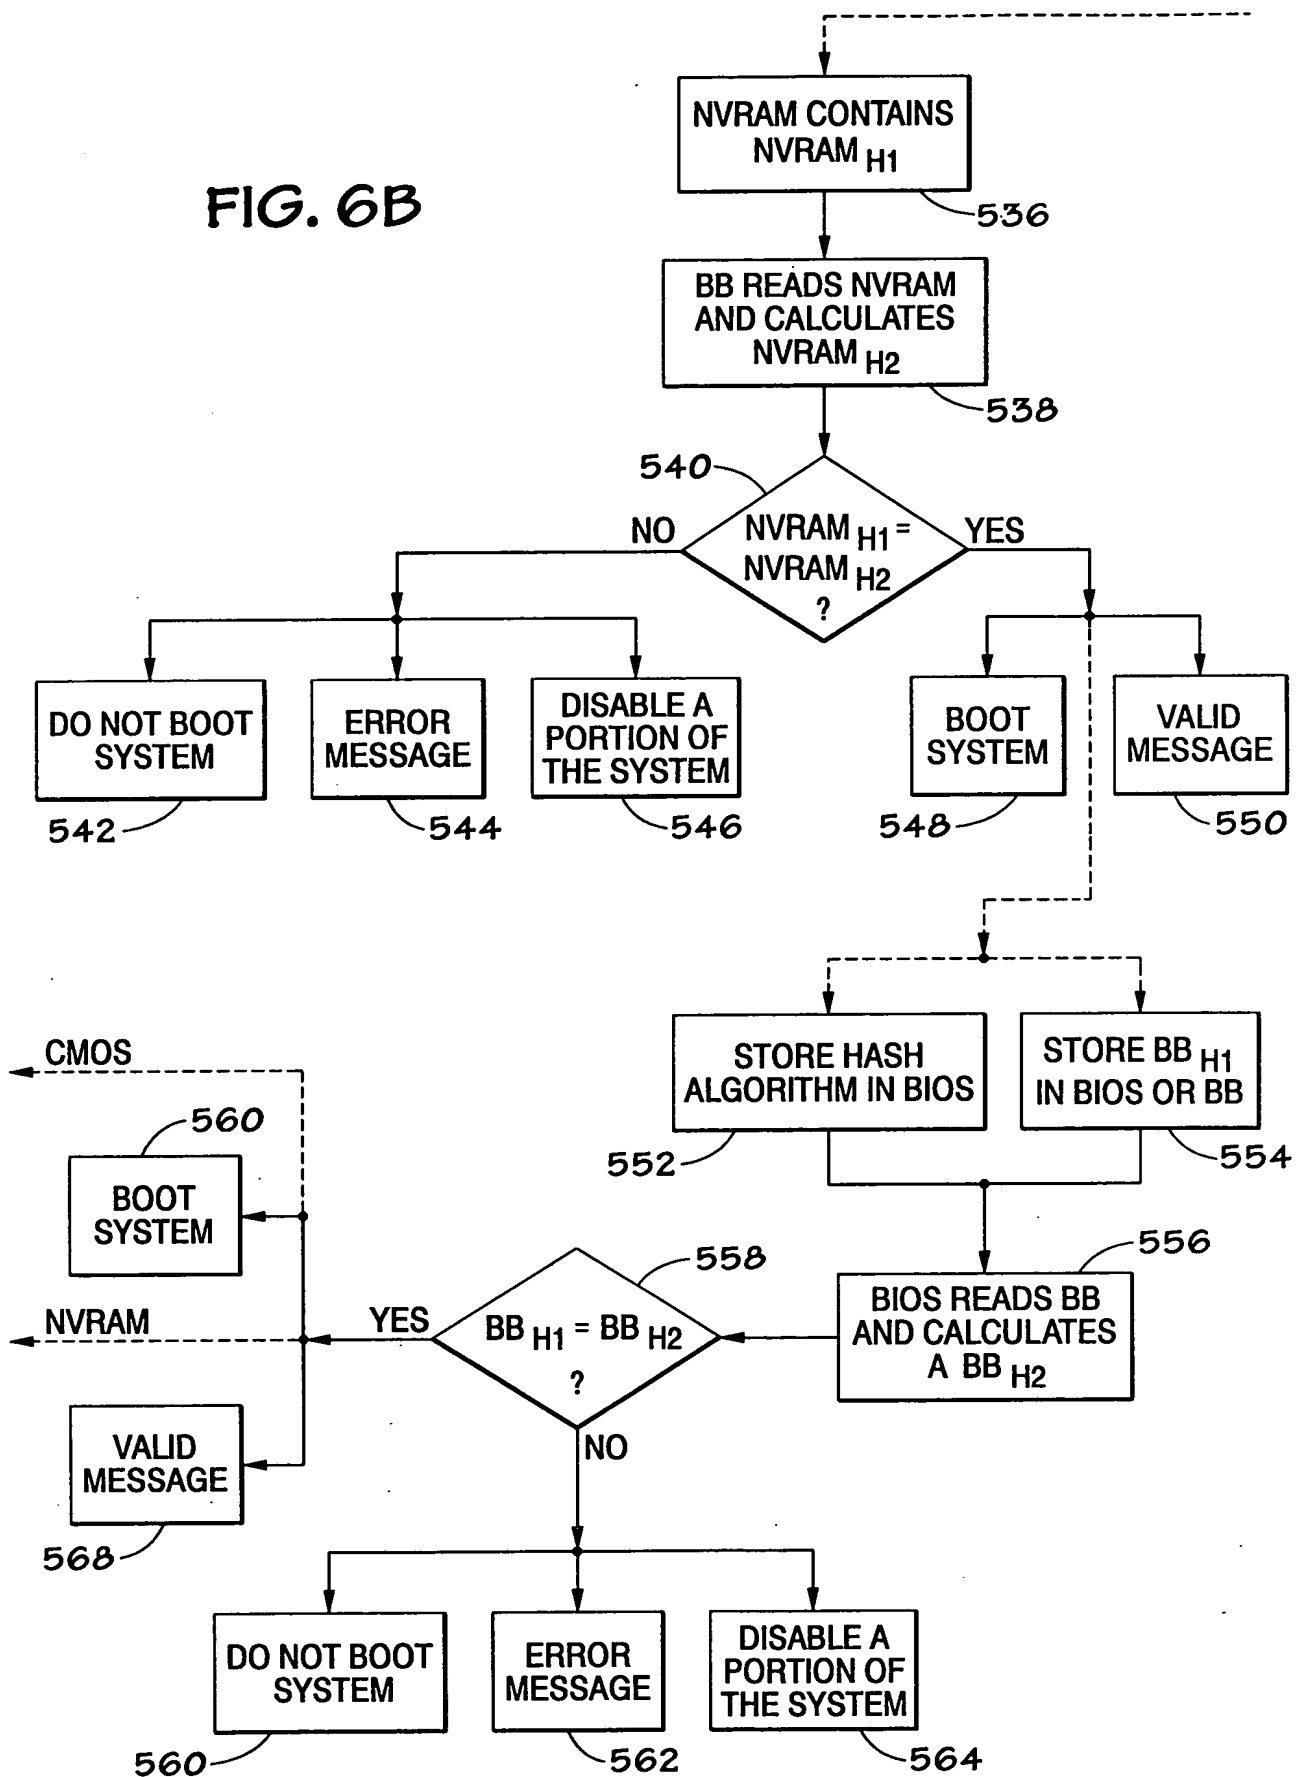 NVRAM CONTAINS
NVRAM H1
536
FIG. 6B
BB READS NVRAM
AND CALCULATES
NVRAM H2
538
540
NO
NVRAM H1 =
NVRAM H2
?
YES
DO NOT BOOT
SYSTEM
542
ERROR
MESSAGE
544
DISABLE A
PORTION OF
THE SYSTEM
546
BOOT
SYSTEM
548
VALID
MESSAGE
550
STORE HASH
ALGORITHM IN BIOS
552
STORE BB H1
IN BIOS OR BB
554
CMOS
560
BOOT
SYSTEM
NVRAM
YES
558
BB H1 = BB H2
?
NO
556
BIOS READS BB
AND CALCULATES
A BB H2
VALID
MESSAGE
568
DO NOT BOOT
SYSTEM
560
ERROR
MESSAGE
562
DISABLE A
PORTION OF
THE SYSTEM
564